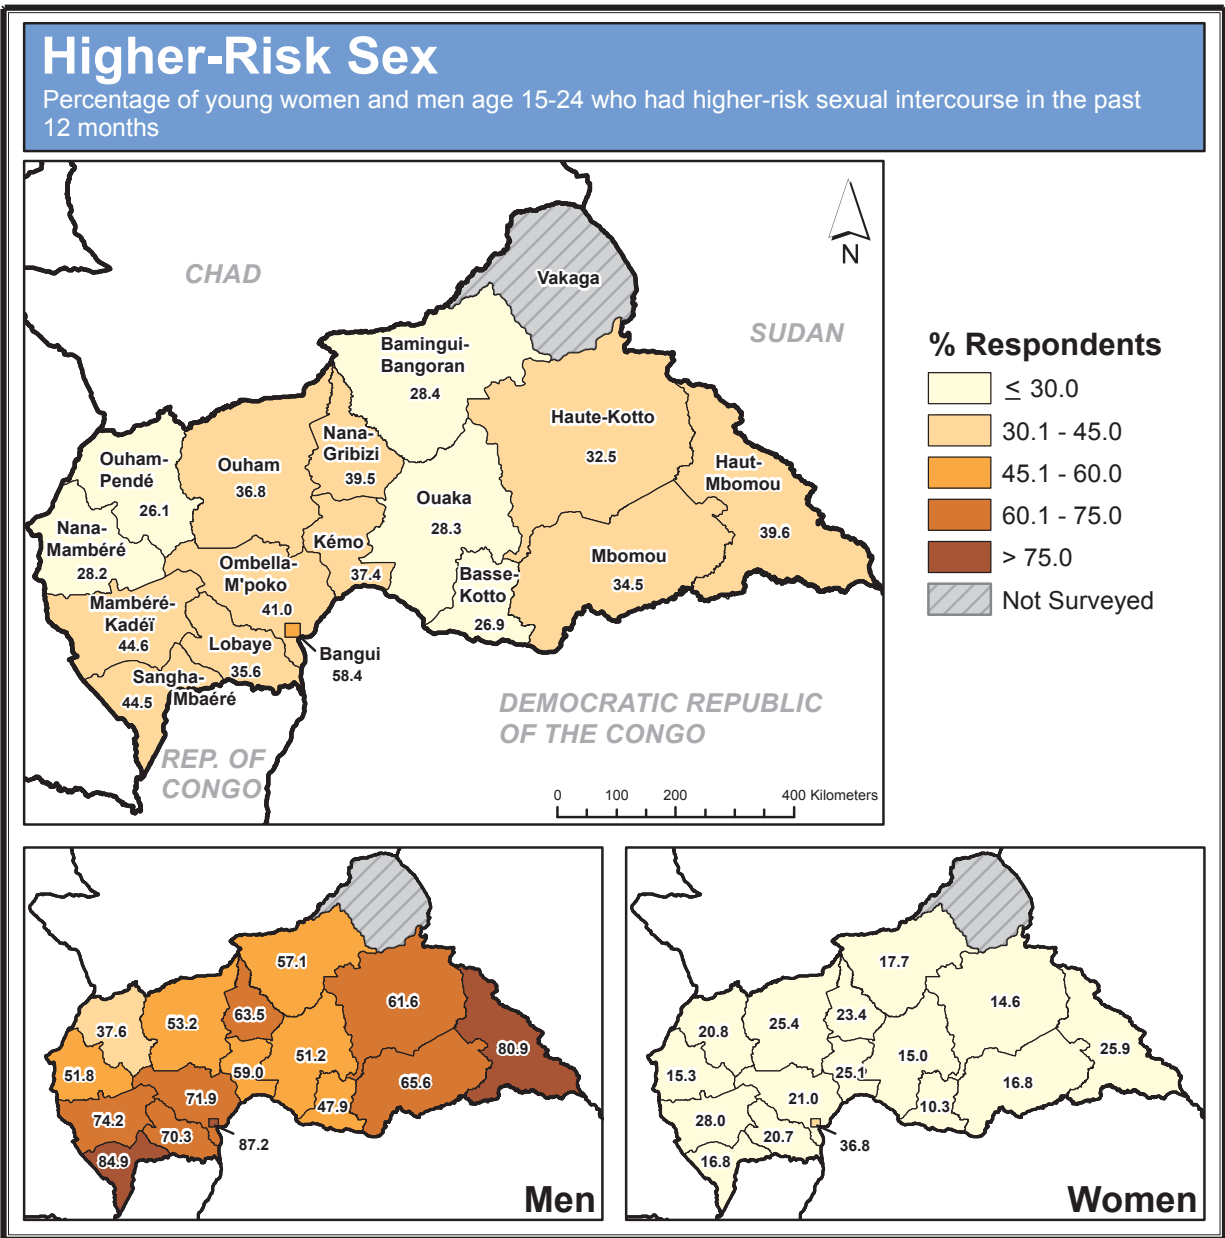 Higher-Risk Sex
Percentage of young women and men age 15-24 who had higher-risk sexual intercourse in the past
12 months
CHAD
SUDAN
N
Vakaga
Bamingui-
Bangoran
28.4
Haute-Kotto
32.5
Nana-
Gribizi
39.5
Ouham-
Pendé
26.1
Ouham
36.8
Haut-
Mbomou
39.6
Ouaka
28.3
Nana-
Mambéré
28.2
Kémo
37.4
Ombella-
M'poko
41.0
Basse-
Kotto
26.9
Mbomou
34.5
Mambéré-
Kadéï
44.6
Lobaye
35.6
Bangui
58.4
Sangha-
Mbaéré
44.5
DEMOCRATIC REPUBLIC
OF THE CONGO
REP. OF
CONGO
0 100 200 400 Kilometers
% Respondents
≤ 30.0
30.1 - 45.0
45.1 - 60.0
60.1 - 75.0
> 75.0
Not Surveyed
57.1
61.6
63.5
53.2
37.6
80.9
51.2
59.0
51.8
65.6
71.9
47.9
74.2
70.3
87.2
84.9
Men
17.7
14.6
23.4
25.4
20.8
25.9
15.0
25.1
15.3
16.8
21.0
10.3
28.0
20.7
36.8
16.8
Women